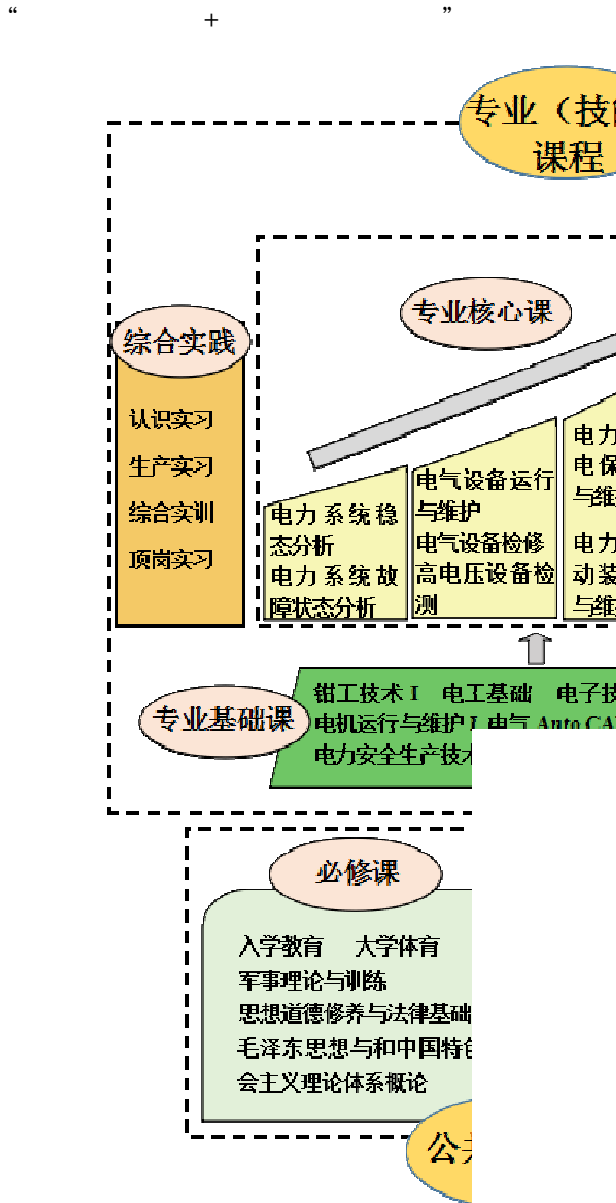 “ + ”
专业（技
课程
专业核心课
综合实践
认识实习
生产实习
综合实训
顶岗实习
电力系统稳
态分析
电力系统故
障状态分析
电气设备运行
与维护
电气设备检修
高电压设备检
测
电力
电保
与维
电力
动装
与维
专业基础课
钳工技术 I 电工基础 电子技
电机运行与维护 I 电气 Auto CA
电力安全生产技术
必修课
入学教育 大学体育
军事理论与训练
思想道德修养与法律基础
毛泽东思想与和中国特色
会主义理论体系概论
公